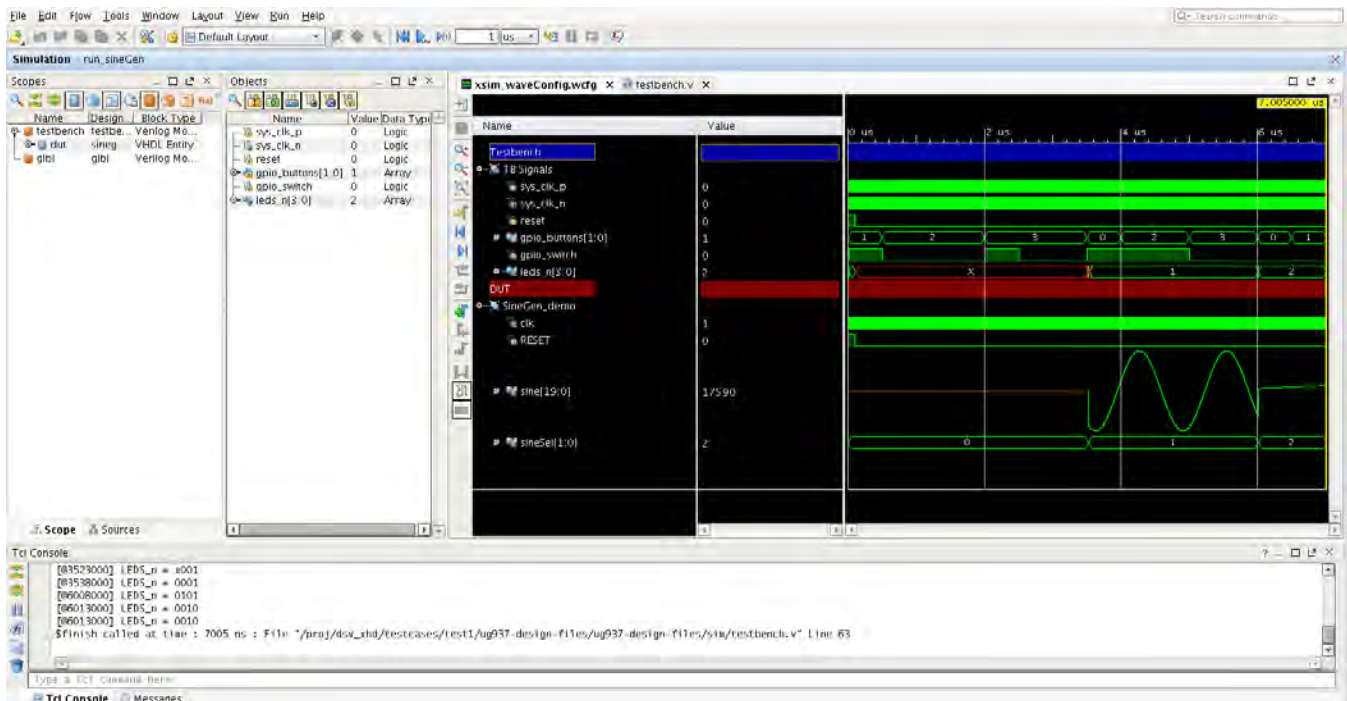 File Edit Flow Tools Window Layout View Run Help
Default Layout 1 us
Simulation run_sineGen
Scopes
Name Design... Block Type
testbench testbe... Verilog Mo...
dut sineg... VHDL Entity
glbl glbl Verilog Mo...
Scope Sources
Objects
Name Value Data Type
sys_clk_p 0 Logic
sys_clk_n 0 Logic
reset 0 Logic
gpio_buttons[1:0] 1 Array
gpio_switch 0 Logic
leds_n[3:0] 2 Array
xsim_waveConfig.wcfg testbench.v
7.005000 us
Name Value 0 us 2 us 4 us 6 us
Testbench
TB Signals
sys_clk_p 0
sys_clk_n 0
reset 0
gpio_buttons[1:0] 1 1 2 3 0 2 3 0 1
gpio_switch 0
leds_n[3:0] 2 X 1 2
DUT
SineGen_demo
clk 1
RESET 0
sine[19:0] 17590
sineSel[1:0] 2 0 1 2
Tcl Console
[03523000] LEDS_n = x001
[03538000] LEDS_n = 0001
[06008000] LEDS_n = 0101
[06013000] LEDS_n = 0010
[06013000] LEDS_n = 0010
$finish called at time : 7005 ns : File "/proj/dsv_xhd/testcases/test1/ug937-design-files/ug937-design-files/sim/testbench.v" Line 63
Type a Tcl command here
Tcl Console Messages